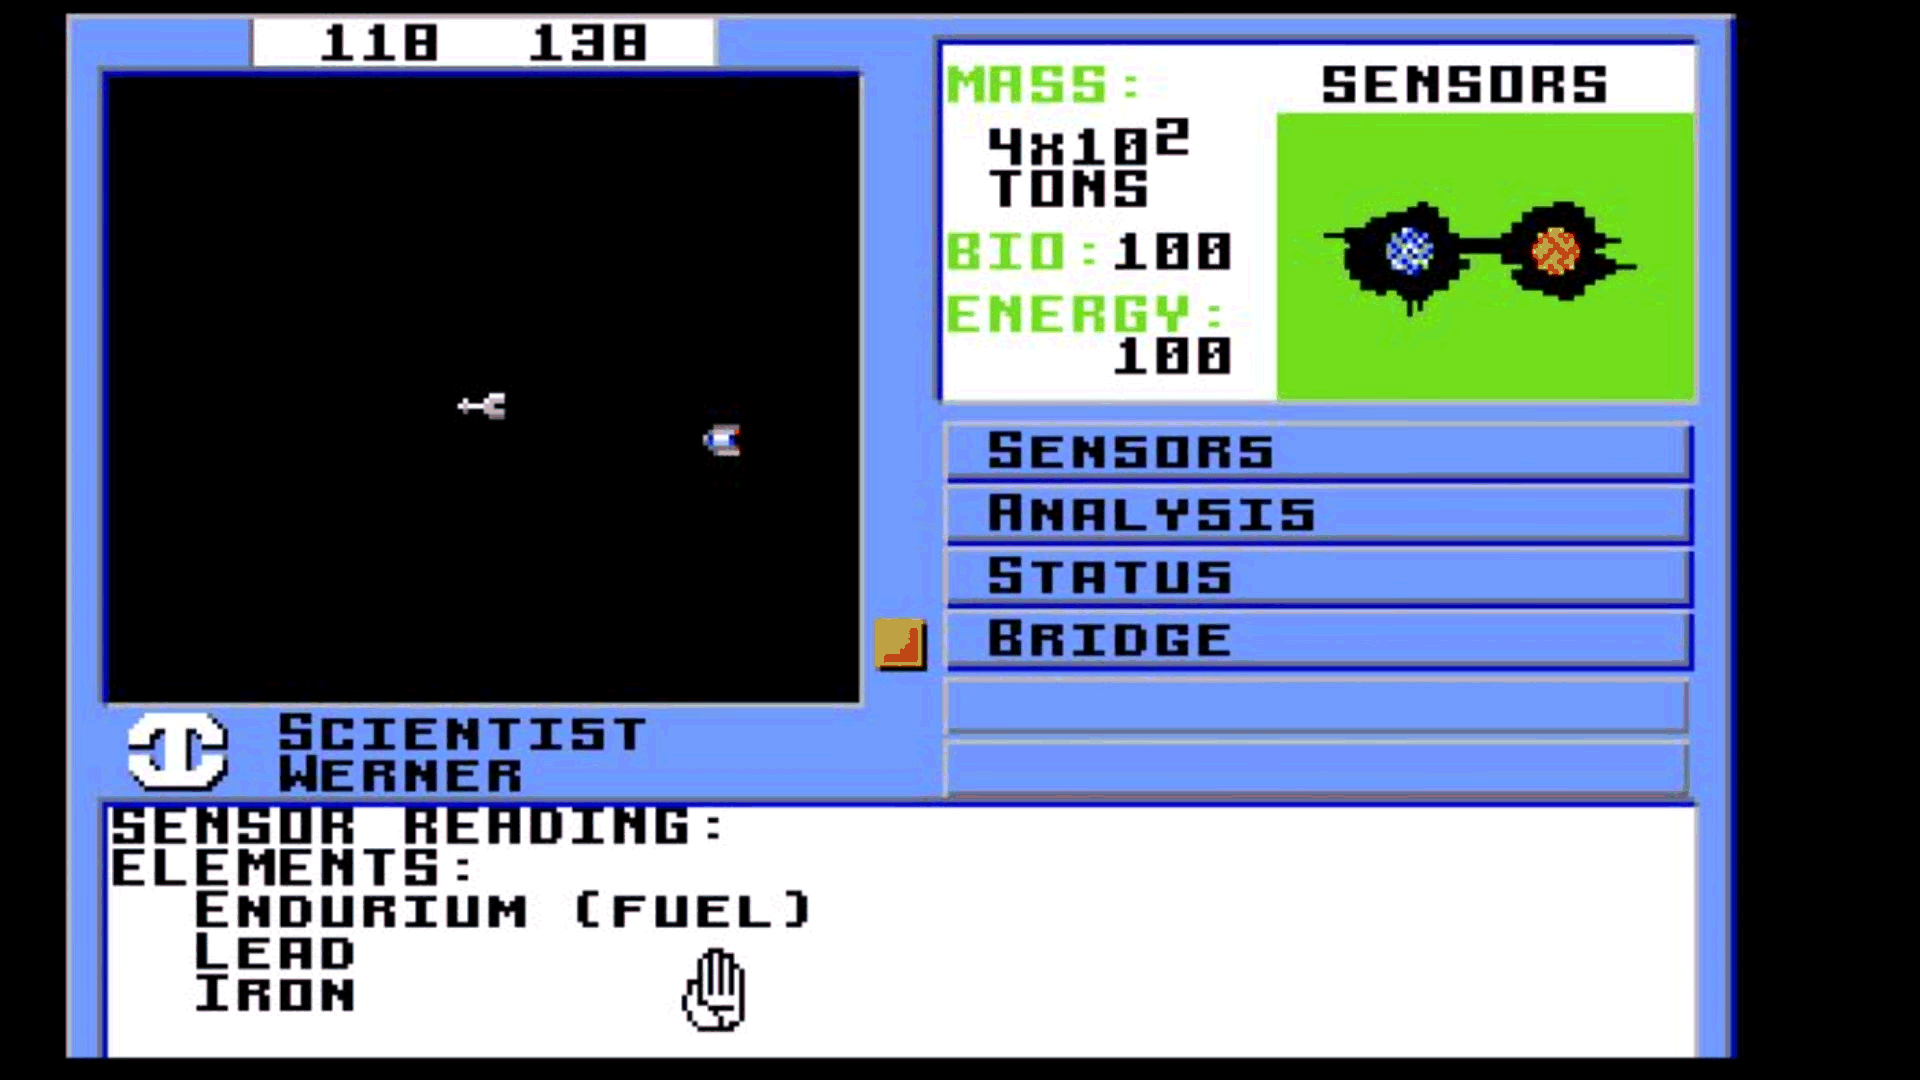 118 138
MASS: SENSORS
4x10²
TONS
BIO: 100
ENERGY:
100
SENSORS
ANALYSIS
STATUS
BRIDGE
SCIENTIST
WERNER
SENSOR READING:
ELEMENTS:
ENDURIUM (FUEL)
LEAD
IRON